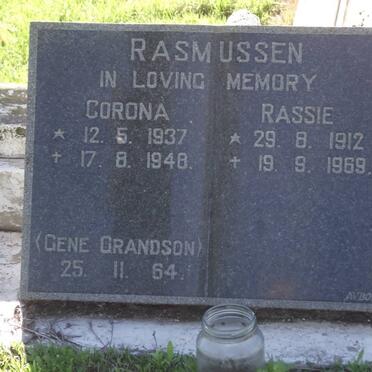 RASMUSSEN
IN LOVING MEMORY
CORONA RASSIE
* 12. 5. 1937 * 29. 8. 1912
+ 17. 8. 1948. + 19. 9. 1969.
(GENE GRANDSON)
25. 11. 64.
AVBO